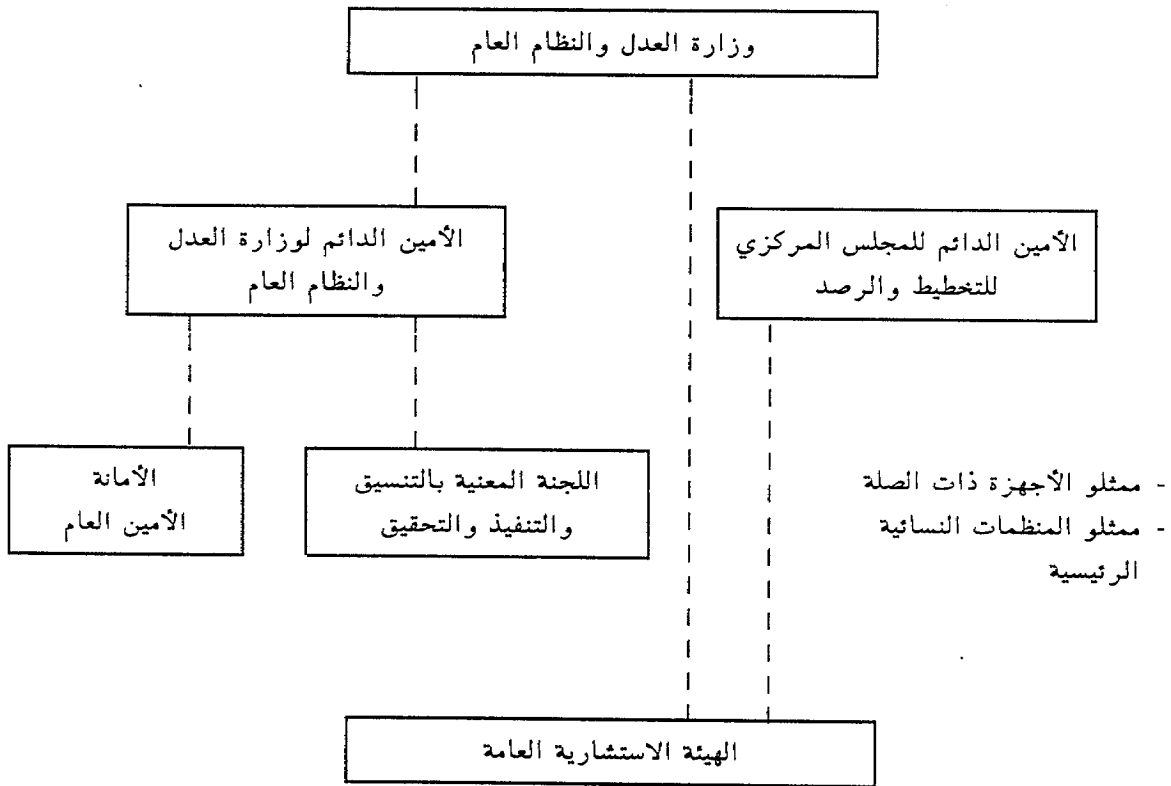 وزارة العدل والنظام العام
الأمين الدائم للمجلس المركزي
للتخطيط والرصد
الأمين الدائم لوزارة العدل
والنظام العام
- ممثلو الأجهزة ذات الصلة
- ممثلو المنظمات النسائية
الرئيسية
اللجنة المعنية بالتنسيق
والتنفيذ والتحقيق
الأمانة
الأمين العام
الهيئة الاستشارية العامة